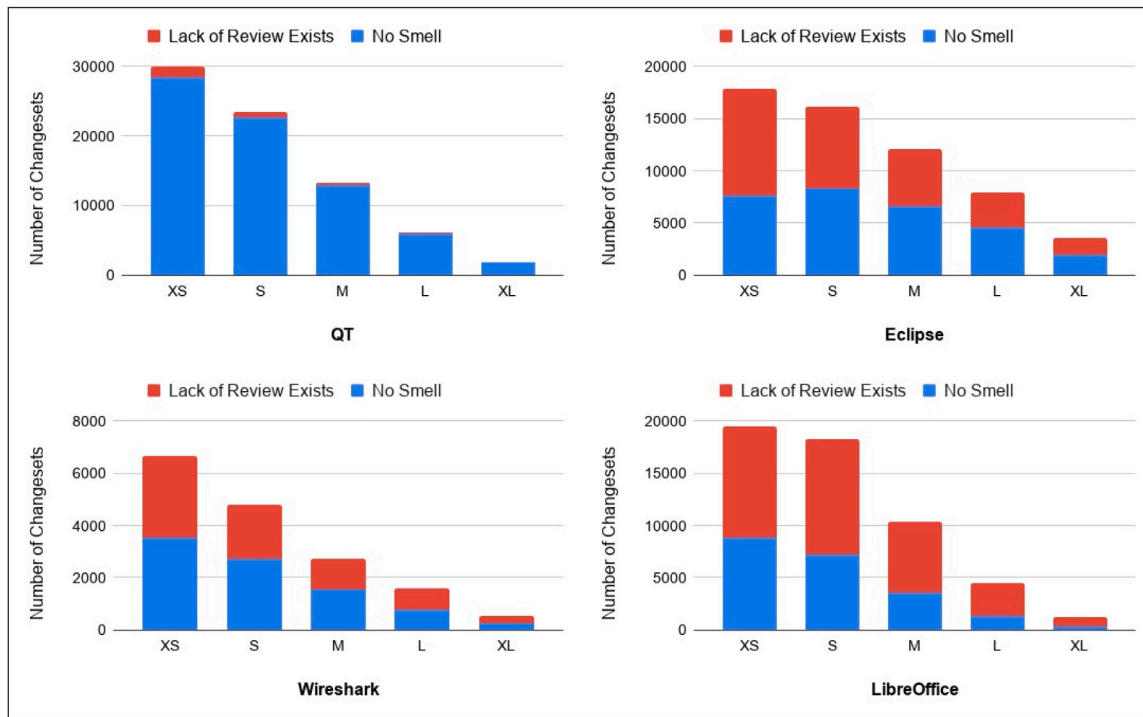 Lack of Review Exists No Smell
Number of Changesets
30000
20000
10000
0
XS S M L XL
QT
Lack of Review Exists No Smell
Number of Changesets
20000
15000
10000
5000
0
XS S M L XL
Eclipse
Lack of Review Exists No Smell
Number of Changesets
8000
6000
4000
2000
0
XS S M L XL
Wireshark
Lack of Review Exists No Smell
Number of Changesets
20000
15000
10000
5000
0
XS S M L XL
LibreOffice